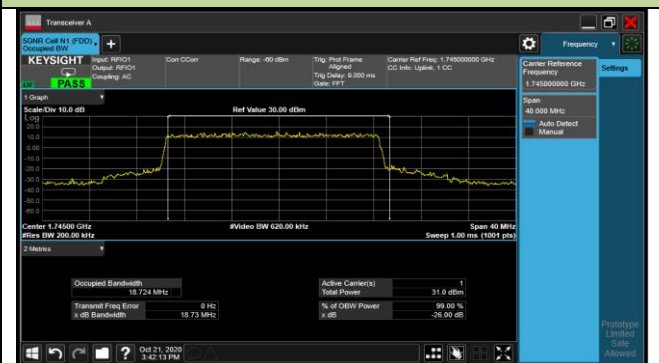 Transceiver A
5GNR Cell N1 (FDD)
Occupied BW
Frequency
KEYSIGHT
PASS
Input: RFIO1
Output: RFIO1
Coupling: AC
Corr CCorr
Range: -60 dBm
Trig: Prot Frame
Aligned
Trig Delay: 0.000 ms
Gate: FFT
Carrier Ref Freq: 1.745000000 GHz
CC Info: Uplink, 1 CC
Carrier Reference
Frequency
1.745000000 GHz
Settings
Span
40.000 MHz
Auto Detect
Manual
1 Graph
Scale/Div 10.0 dB
Ref Value 30.00 dBm
Log
20.0
10.0
0.00
-10.0
-20.0
-30.0
-40.0
-50.0
-60.0
Center 1.74500 GHz
#Video BW 620.00 kHz
Span 40 MHz
#Res BW 200.00 kHz
Sweep 1.00 ms (1001 pts)
2 Metrics
Occupied Bandwidth
18.724 MHz
Active Carrier(s) 1
Total Power 31.0 dBm
Transmit Freq Error 0 Hz
x dB Bandwidth 18.73 MHz
% of OBW Power 99.00 %
x dB -26.00 dB
Prototype
Limited
Sale
Allowed
Oct 21, 2020
3:42:13 PM